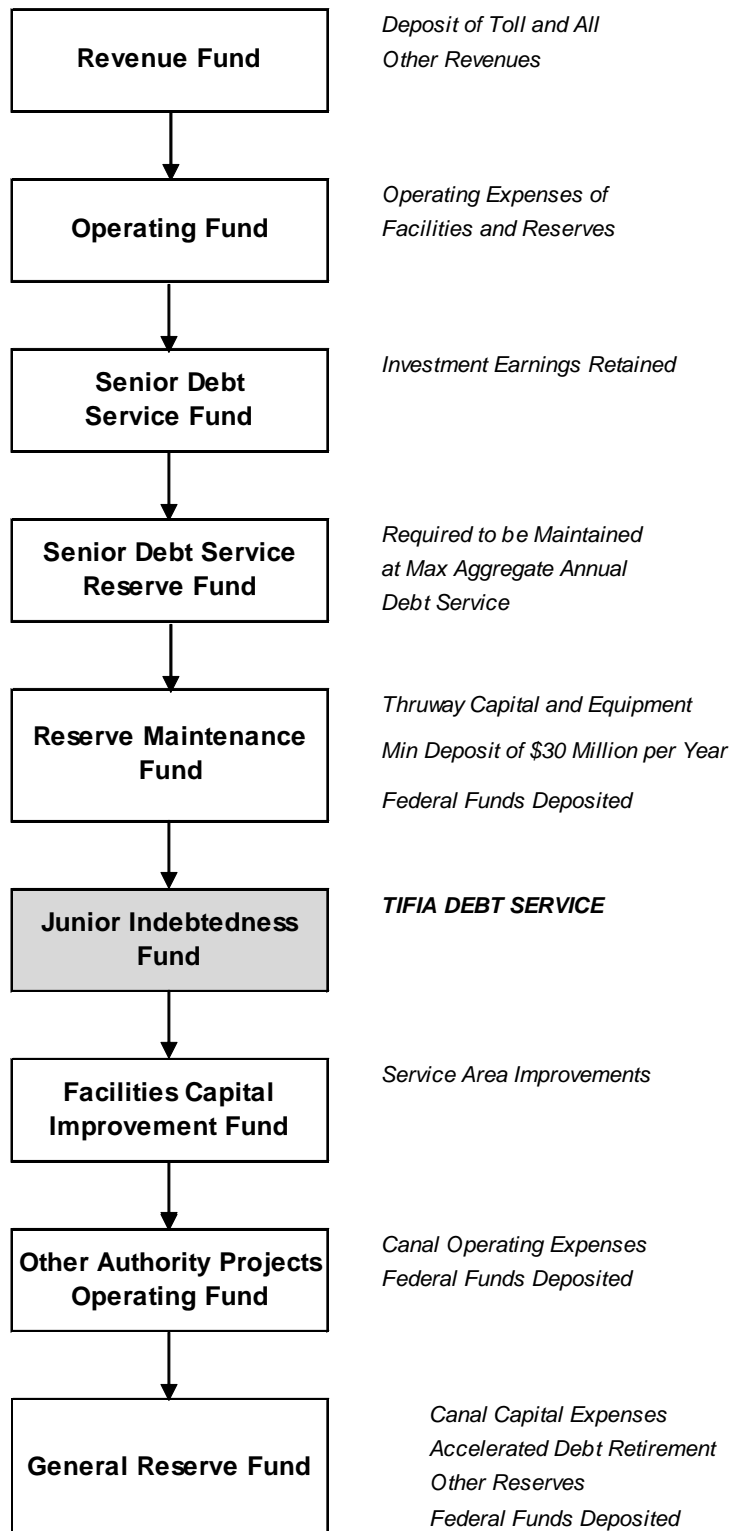 Revenue Fund
Deposit of Toll and All
Other Revenues
Operating Fund
Operating Expenses of
Facilities and Reserves
Senior Debt
Service Fund
Investment Earnings Retained
Senior Debt Service
Reserve Fund
Required to be Maintained
at Max Aggregate Annual
Debt Service
Reserve Maintenance
Fund
Thruway Capital and Equipment
Min Deposit of $30 Million per Year
Federal Funds Deposited
Junior Indebtedness
Fund
TIFIA DEBT SERVICE
Facilities Capital
Improvement Fund
Service Area Improvements
Other Authority Projects
Operating Fund
Canal Operating Expenses
Federal Funds Deposited
General Reserve Fund
Canal Capital Expenses
Accelerated Debt Retirement
Other Reserves
Federal Funds Deposited